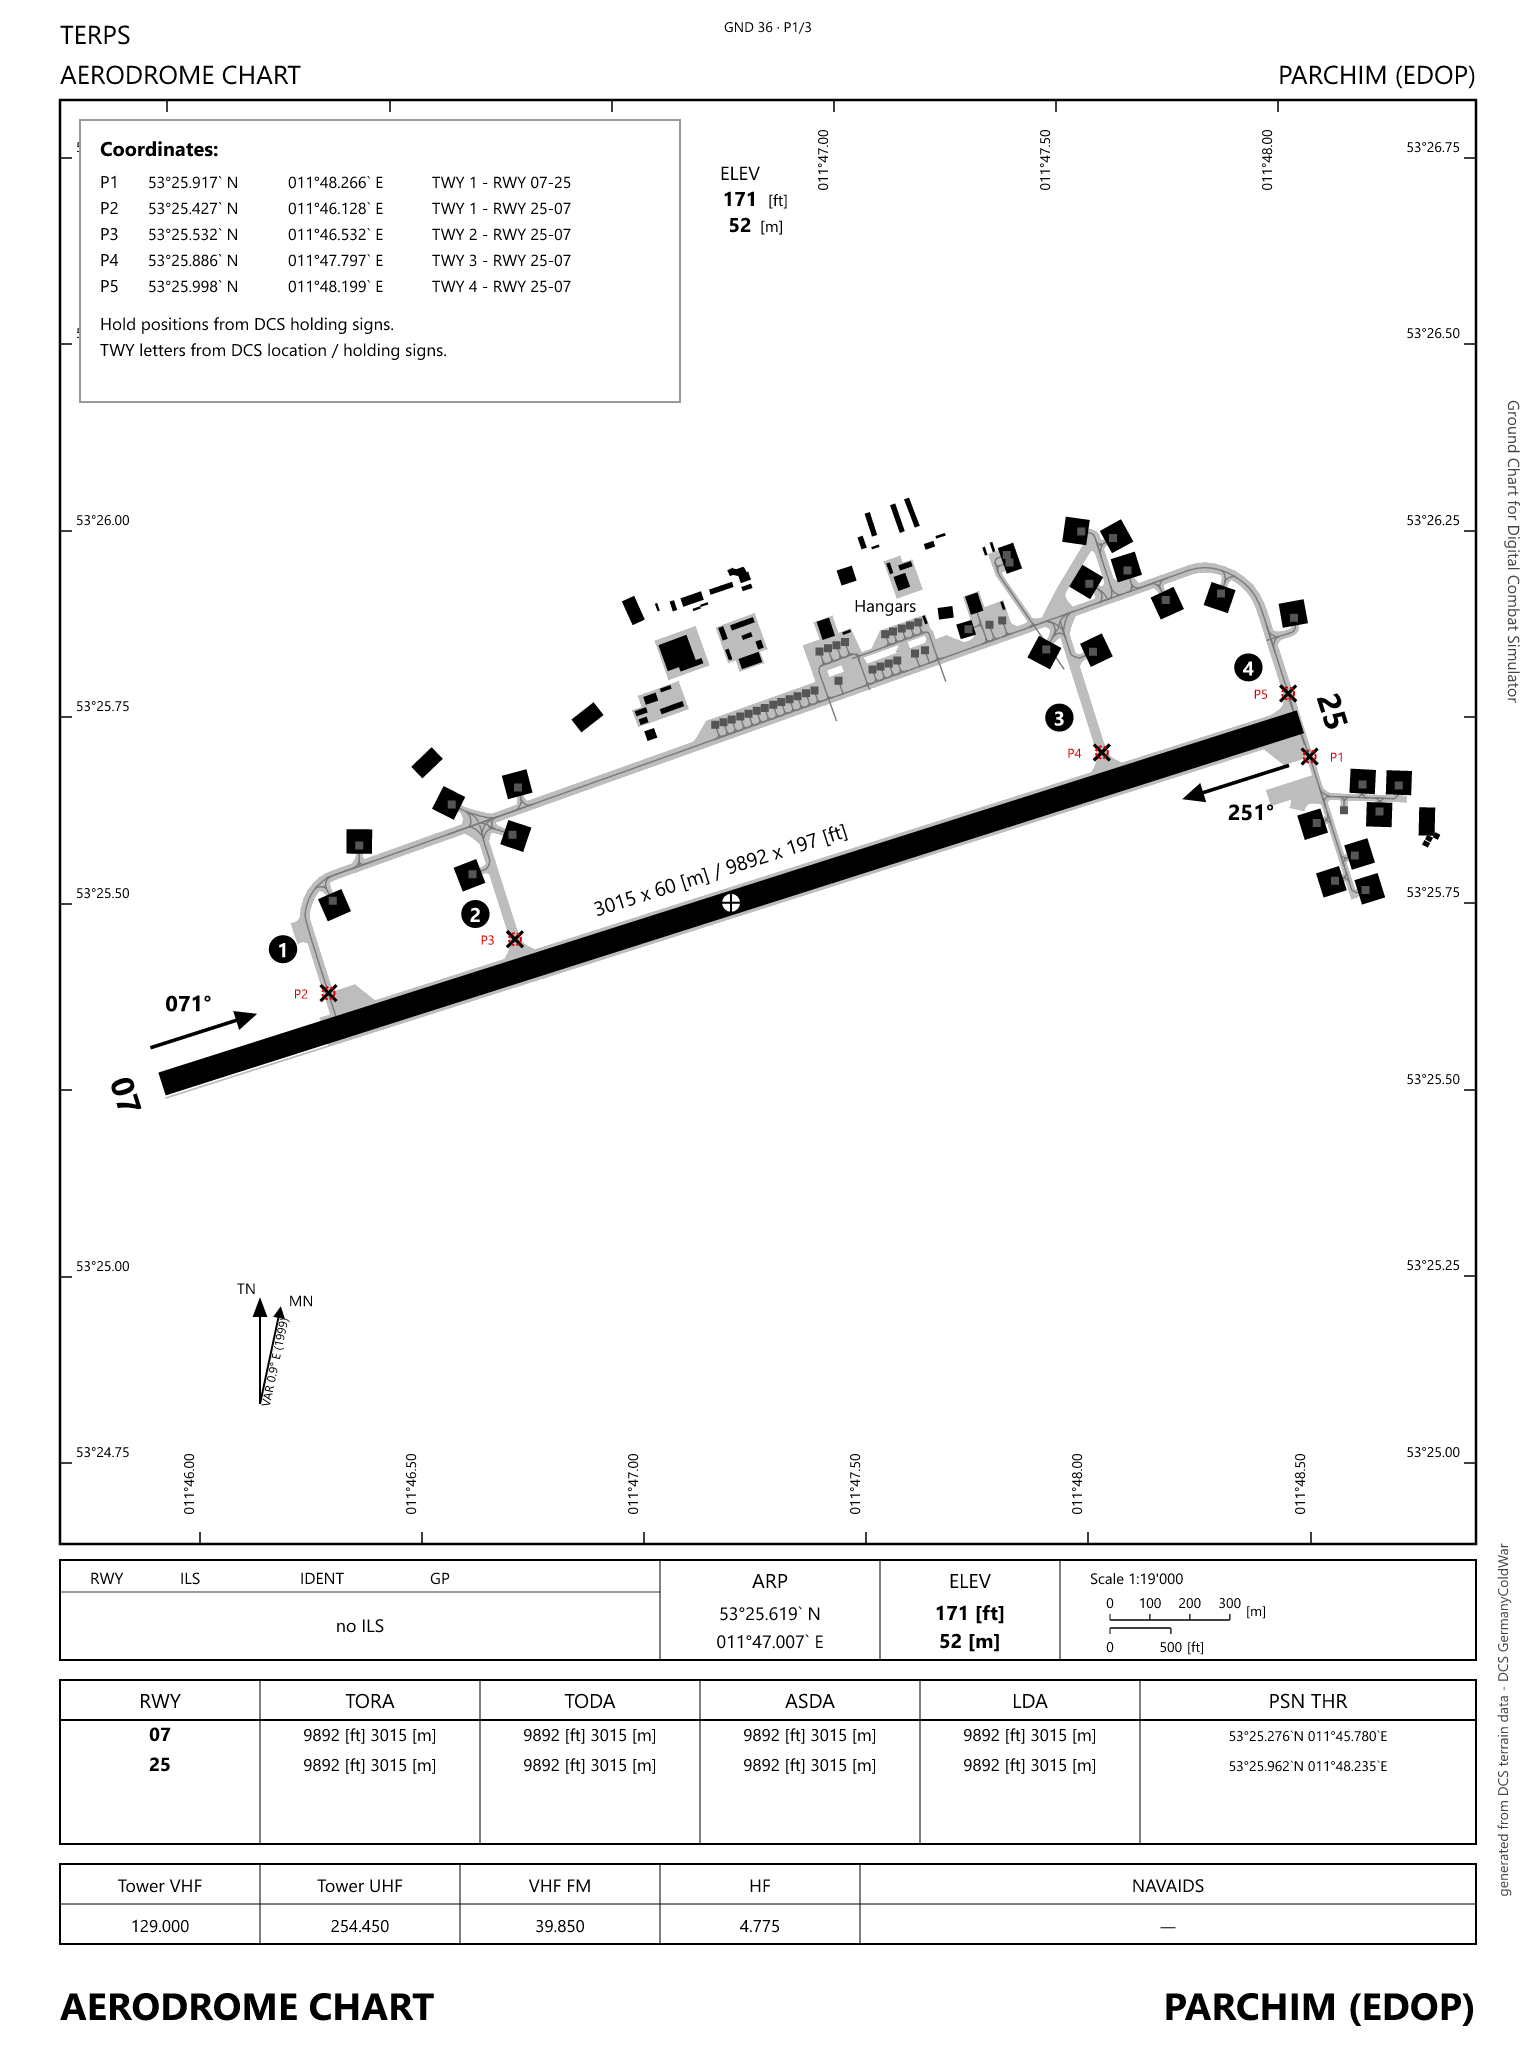 GND 36 · P1/3
TERPS
AERODROME CHART
PARCHIM (EDOP)
Coordinates:
P1 53°25.917` N 011°48.266` E TWY 1 - RWY 07-25
P2 53°25.427` N 011°46.128` E TWY 1 - RWY 25-07
P3 53°25.532` N 011°46.532` E TWY 2 - RWY 25-07
P4 53°25.886` N 011°47.797` E TWY 3 - RWY 25-07
P5 53°25.998` N 011°48.199` E TWY 4 - RWY 25-07
Hold positions from DCS holding signs.
TWY letters from DCS location / holding signs.
ELEV
171 [ft]
52 [m]
011°47.00
011°47.50
011°48.00
53°26.75
53°26.50
53°26.00
53°26.25
53°25.75
53°25.50
53°25.75
53°25.50
53°25.00
53°25.25
53°24.75
53°25.00
Hangars
4
P5
25
3
P4
P1
251°
3015 x 60 [m] / 9892 x 197 [ft]
2
P3
1
P2
071°
07
TN
MN
VAR 0.9° E (1999)
011°46.00
011°46.50
011°47.00
011°47.50
011°48.00
011°48.50
Ground Chart for Digital Combat Simulator
generated from DCS terrain data - DCS GermanyColdWar
RWY ILS IDENT GP
no ILS
ARP
53°25.619` N
011°47.007` E
ELEV
171 [ft]
52 [m]
Scale 1:19'000
0 100 200 300 [m]
0 500 [ft]
RWY TORA TODA ASDA LDA PSN THR
07 9892 [ft] 3015 [m] 9892 [ft] 3015 [m] 9892 [ft] 3015 [m] 9892 [ft] 3015 [m] 53°25.276`N 011°45.780`E
25 9892 [ft] 3015 [m] 9892 [ft] 3015 [m] 9892 [ft] 3015 [m] 9892 [ft] 3015 [m] 53°25.962`N 011°48.235`E
Tower VHF Tower UHF VHF FM HF NAVAIDS
129.000 254.450 39.850 4.775 —
AERODROME CHART
PARCHIM (EDOP)